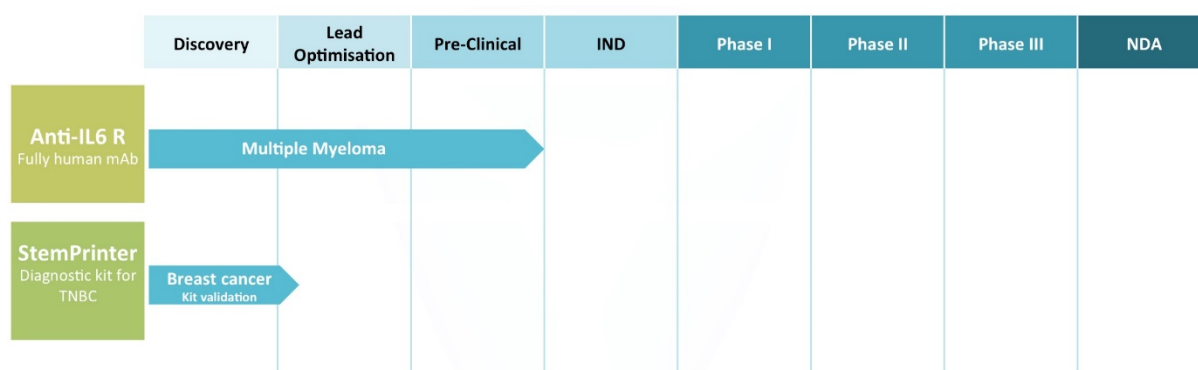 Discovery
Lead
Optimisation
Pre-Clinical
IND
Phase I
Phase II
Phase III
NDA
Anti-IL6 R
Fully human mAb
Multiple Myeloma
StemPrinter
Diagnostic kit for
TNBC
Breast cancer
Kit validation